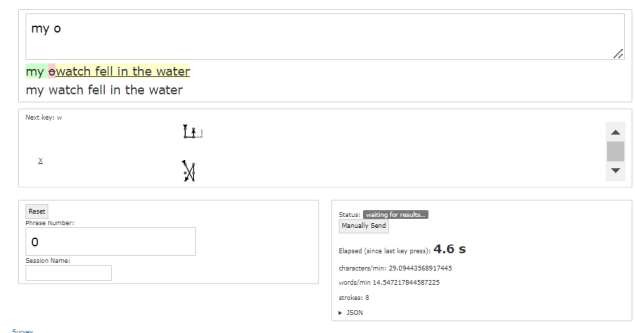 my o
my owatch fell in the water
my watch fell in the water
Next key: w
x
Reset
Phrase Number:
0
Session Name:
Status: waiting for results...
Manually Send
Elapsed (since last key press): 4.6 s
characters/min: 29.09443568917445
words/min 14.547217844587225
strokes: 8
▶ JSON
Survey